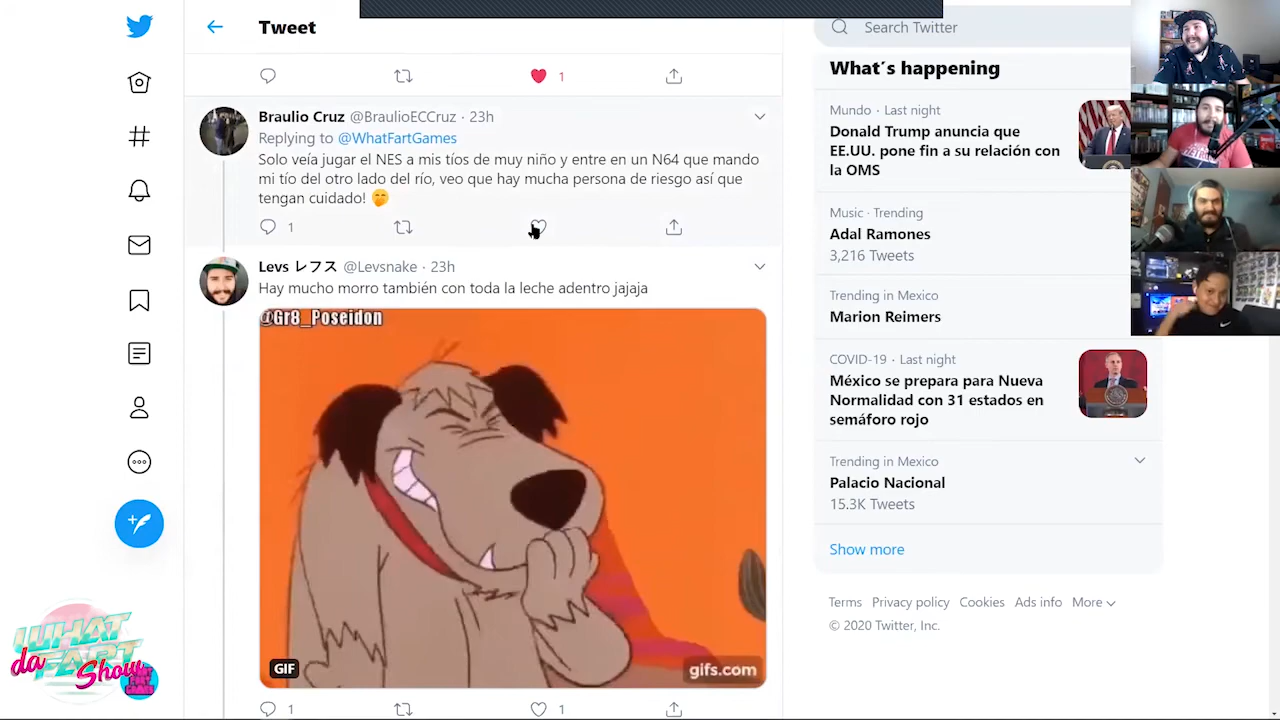 Tweet
1
Braulio Cruz @BraulioECCruz · 23h
Replying to @WhatFartGames
Solo veía jugar el NES a mis tíos de muy niño y entre en un N64 que mando
mi tío del otro lado del río, veo que hay mucha persona de riesgo así que
tengan cuidado! 🤭
1
Levs レフス @Levsnake · 23h
Hay mucho morro también con toda la leche adentro jajaja
@Gr8_Poseidon
GIF
gifs.com
1
1
Search Twitter
What's happening
Mundo · Last night
Donald Trump anuncia que
EE.UU. pone fin a su relación con
la OMS
Music · Trending
Adal Ramones
3,216 Tweets
Trending in Mexico
Marion Reimers
COVID-19 · Last night
México se prepara para Nueva
Normalidad con 31 estados en
semáforo rojo
Trending in Mexico
Palacio Nacional
15.3K Tweets
Show more
Terms Privacy policy Cookies Ads info More
© 2020 Twitter, Inc.
WHAT
da FART
Show